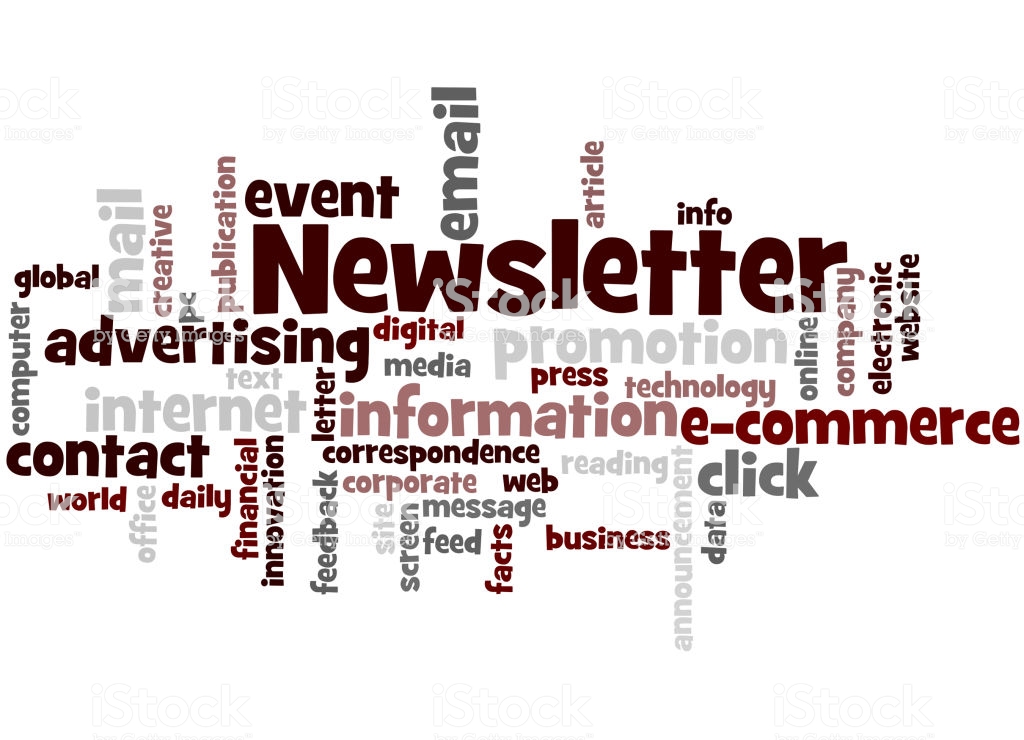 email
article
publication
event
info
mail
creative
Newsletter
global
pc
company
electronic
website
computer
advertising
digital
promotion
online
media
text
letter
press
technology
internet
information
e-commerce
contact
financial
innovation
correspondence
reading
announcement
click
world
office
daily
feedback
corporate
site
web
screen
message
data
feed
facts
business
iStock
by Getty Images™